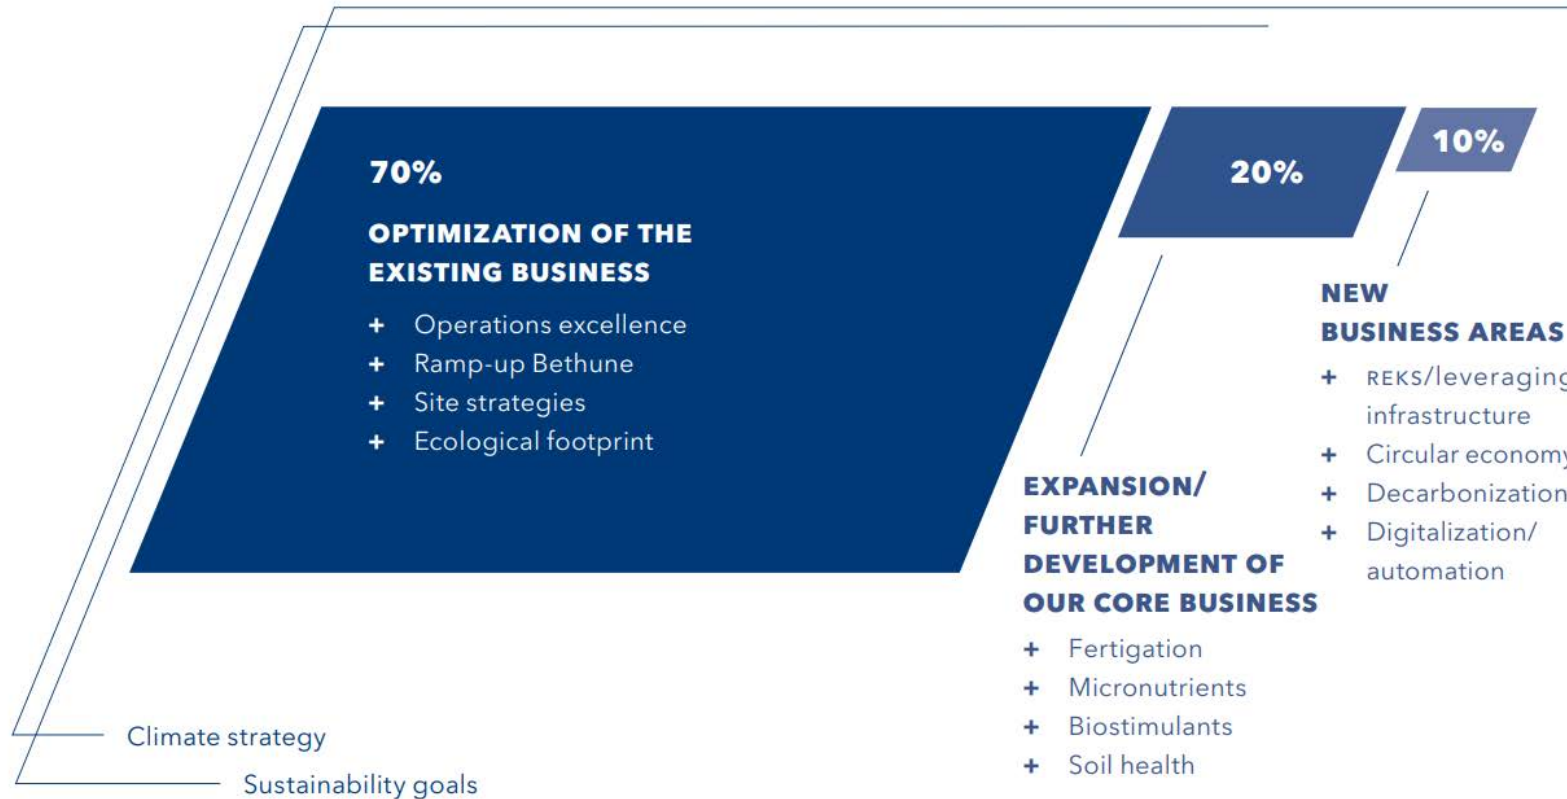 70%
OPTIMIZATION OF THE
EXISTING BUSINESS
+ Operations excellence
+ Ramp-up Bethune
+ Site strategies
+ Ecological footprint
20%
EXPANSION/
FURTHER
DEVELOPMENT OF
OUR CORE BUSINESS
+ Fertigation
+ Micronutrients
+ Biostimulants
+ Soil health
10%
NEW
BUSINESS AREAS
+ REKS/leveraging
infrastructure
+ Circular economy
+ Decarbonization
+ Digitalization/
automation
Climate strategy
Sustainability goals